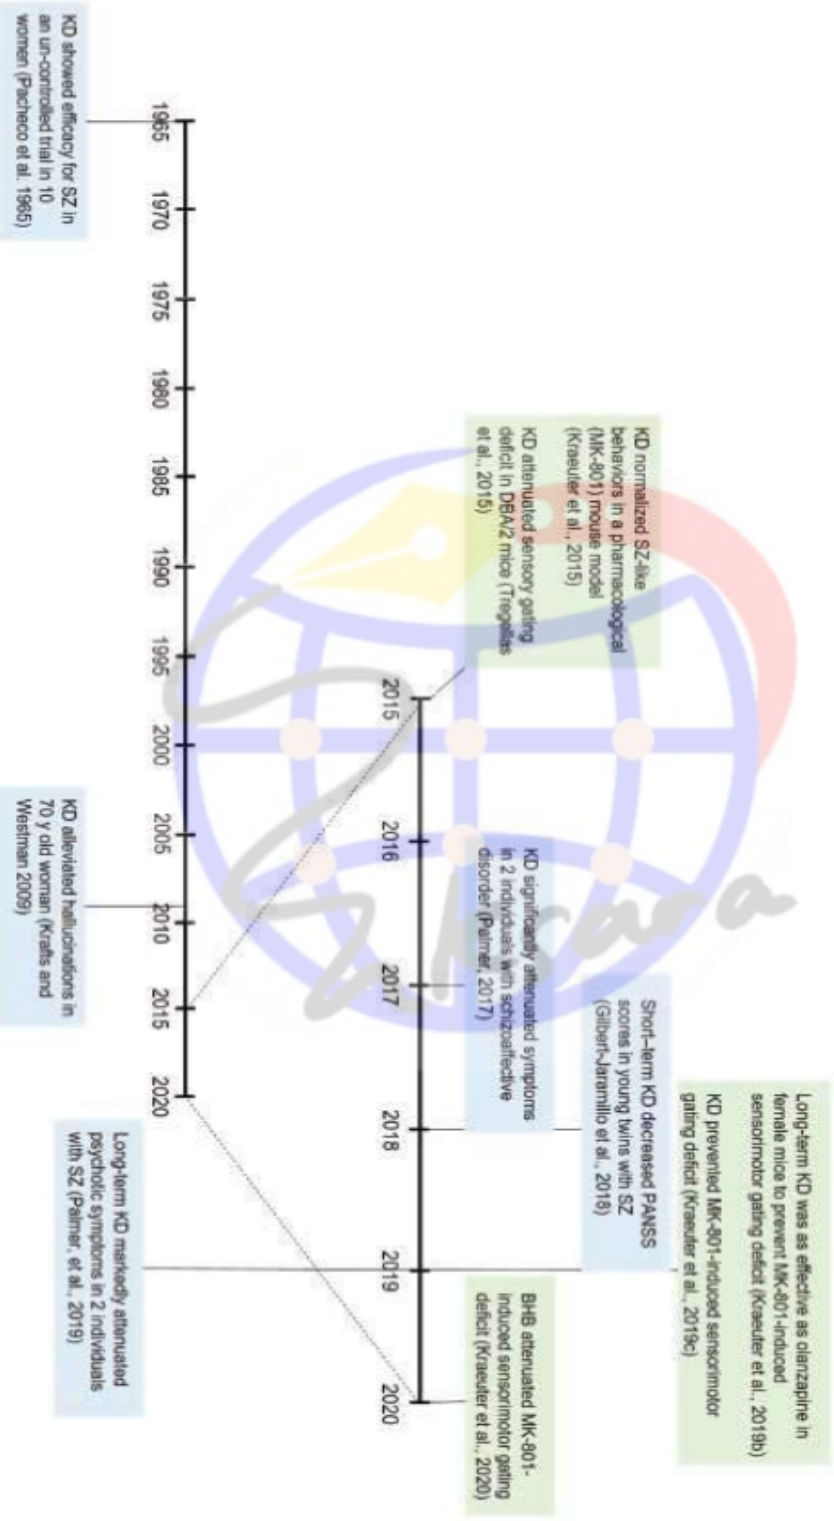 Long-term KD was as effective as olanzapine in
female mice to prevent MK-801-induced
sensorimotor gating deficit (Kraeuter et al., 2019b)
KD prevented MK-801-induced sensorimotor
gating deficit (Kraeuter et al., 2019c)
KD normalized SZ-like
behaviors in a pharmacological
(MK-801) mouse model
(Kraeuter et al., 2015)
KD attenuated sensory gating
deficit in DBA/2 mice (Tregellas
et al., 2015)
Short-term KD decreased PANSS
scores in young twins with SZ
(Gilbert-Jaramillo et al., 2018)
KD significantly attenuated symptoms
in 2 individuals with schizoaffective
disorder (Palmer, 2017)
BHB attenuated MK-801-
induced sensorimotor gating
deficit (Kraeuter et al., 2020)
2015 2016 2017 2018 2019 2020
1965 1970 1975 1980 1985 1990 1995 2000 2005 2010 2015 2020
KD showed efficacy for SZ in
an un-controlled trial in 10
women (Pacheco et al. 1965)
KD alleviated hallucinations in
70 y old woman (Krafts and
Westman 2009)
Long-term KD markedly attenuated
psychotic symptoms in 2 individuals
with SZ (Palmer, et al., 2019)